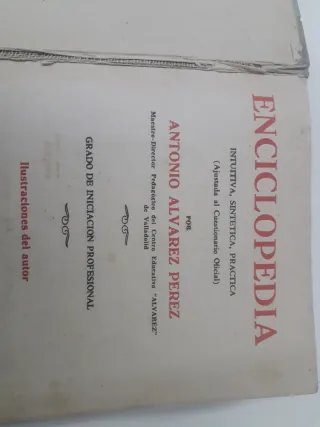 ENCICLOPEDIA
INTUITIVA, SINTETICA, PRACTICA
(Ajustada al Cuestionario Oficial)
POR
ANTONIO ALVAREZ PEREZ
Maestro-Director Pedagógico del Centro Educativo "ALVAREZ"
de Valladolid
GRADO DE INICIACION PROFESIONAL
Ilustraciones del autor